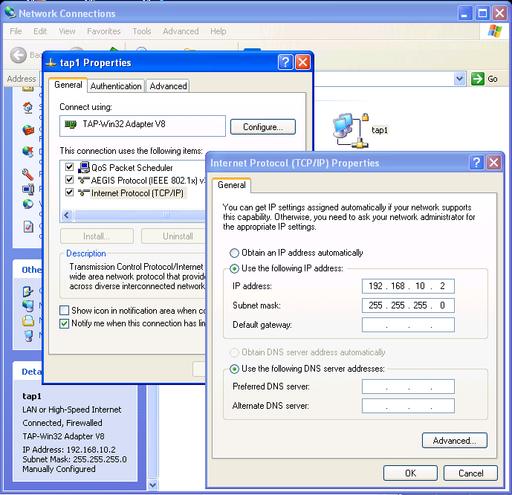 Network Connections
File Edit View Favorites Tools Advanced Help
Address
Go
tap1
Othe
Deta
tap1
LAN or High-Speed Internet
Connected, Firewalled
TAP-Win32 Adapter V8
IP Address: 192.168.10.2
Subnet Mask: 255.255.255.0
Manually Configured
tap1 Properties
General Authentication Advanced
Connect using:
TAP-Win32 Adapter V8
Configure...
This connection uses the following items:
QoS Packet Scheduler
AEGIS Protocol (IEEE 802.1x) v
Internet Protocol (TCP/IP)
Install... Uninstall
Description
Transmission Control Protocol/Internet
wide area network protocol that provide
across diverse interconnected network
Show icon in notification area when co
Notify me when this connection has lim
Internet Protocol (TCP/IP) Properties
General
You can get IP settings assigned automatically if your network supports
this capability. Otherwise, you need to ask your network administrator for
the appropriate IP settings.
Obtain an IP address automatically
Use the following IP address:
IP address: 192 . 168 . 10 . 2
Subnet mask: 255 . 255 . 255 . 0
Default gateway: . . .
Obtain DNS server address automatically
Use the following DNS server addresses:
Preferred DNS server: . . .
Alternate DNS server: . . .
Advanced...
OK Cancel